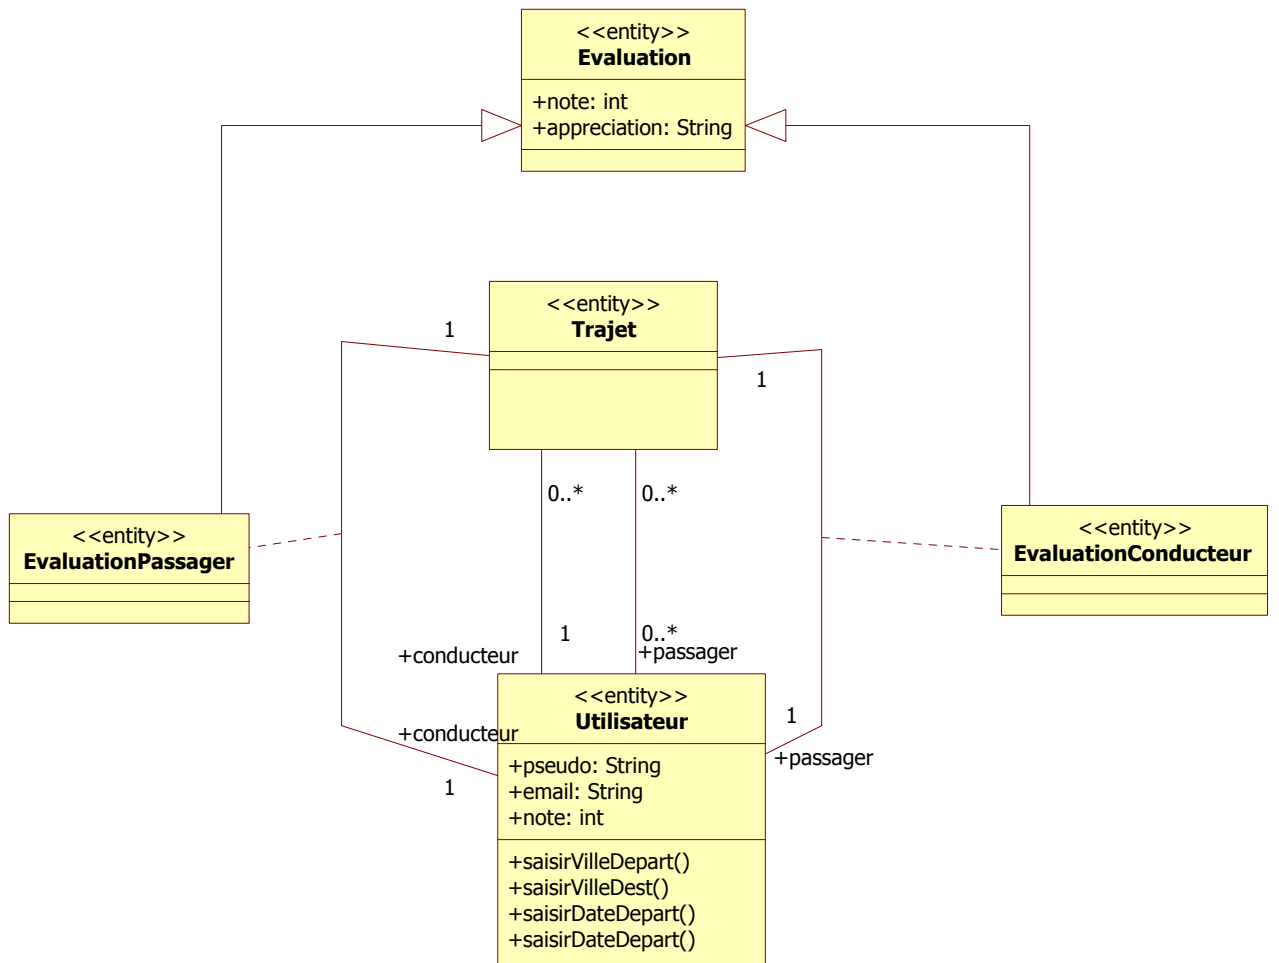 <<entity>>
Evaluation
+note: int
+appreciation: String
<<entity>>
Trajet
1
1
0..*
0..*
<<entity>>
EvaluationPassager
<<entity>>
EvaluationConducteur
1
0..*
+conducteur
+passager
<<entity>>
Utilisateur
1
+conducteur
+passager
1
+pseudo: String
+email: String
+note: int
+saisirVilleDepart()
+saisirVilleDest()
+saisirDateDepart()
+saisirDateDepart()